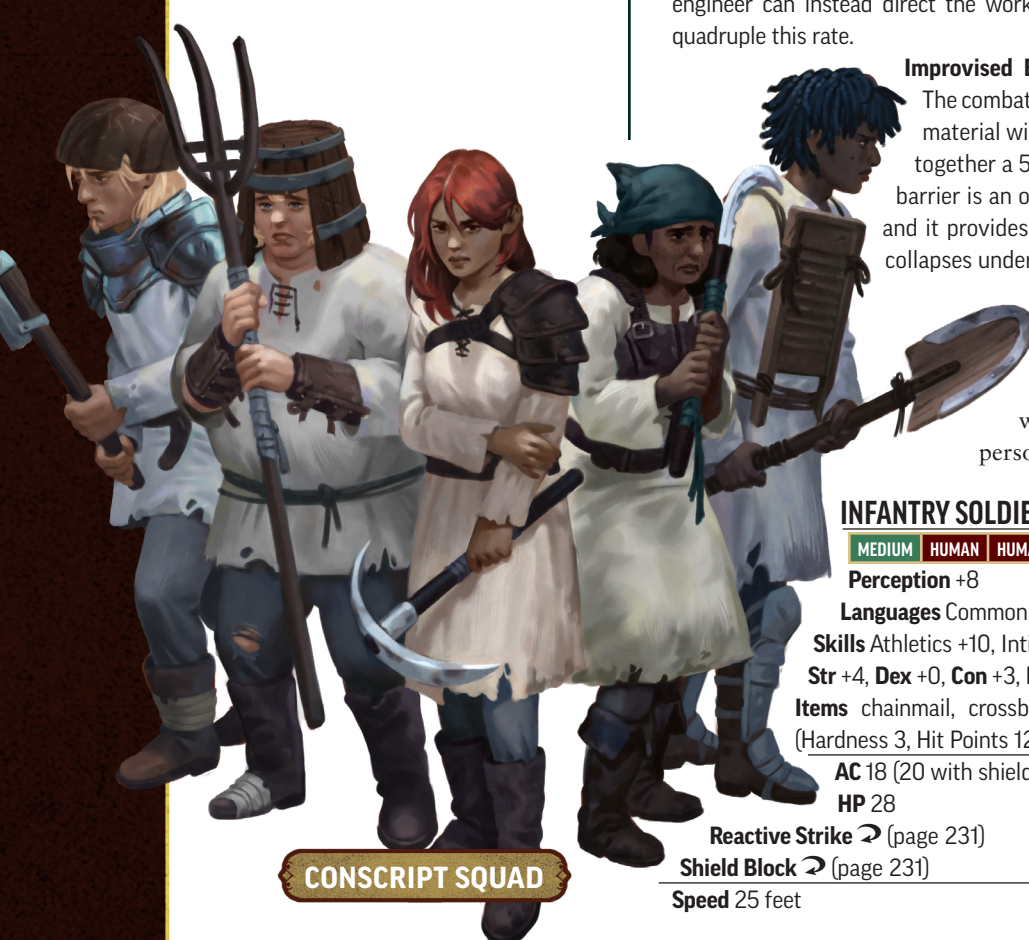 engineer can instead direct the work
quadruple this rate.
Improvised
The combat
material wi
together a 5
barrier is an o
and it provides
collapses under
w
perso
INFANTRY SOLDIE
MEDIUM HUMAN HUMA
Perception +8
Languages Common
Skills Athletics +10, Inti
Str +4, Dex +0, Con +3,
Items chainmail, crossb
(Hardness 3, Hit Points 12
AC 18 (20 with shield
HP 28
Reactive Strike ⮌ (page 231)
Shield Block ⮌ (page 231)
Speed 25 feet
CONSCRIPT SQUAD